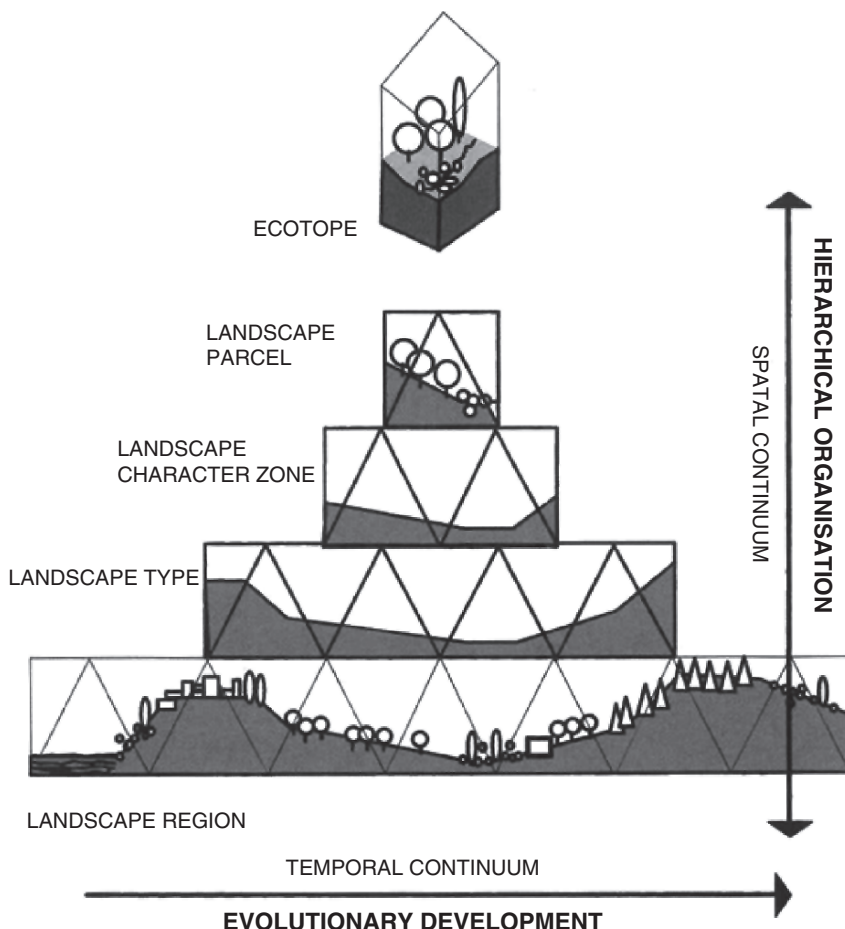 ECOTOPE
LANDSCAPE
PARCEL
LANDSCAPE
CHARACTER ZONE
LANDSCAPE TYPE
LANDSCAPE REGION
SPATAL CONTINUUM
HIERARCHICAL ORGANISATION
TEMPORAL CONTINUUM
EVOLUTIONARY DEVELOPMENT